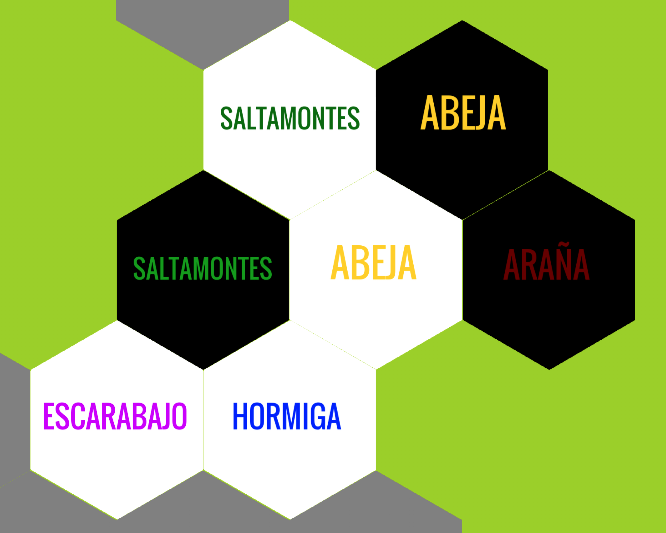 SALTAMONTES
ABEJA
SALTAMONTES
ABEJA
ARAÑA
ESCARABAJO
HORMIGA